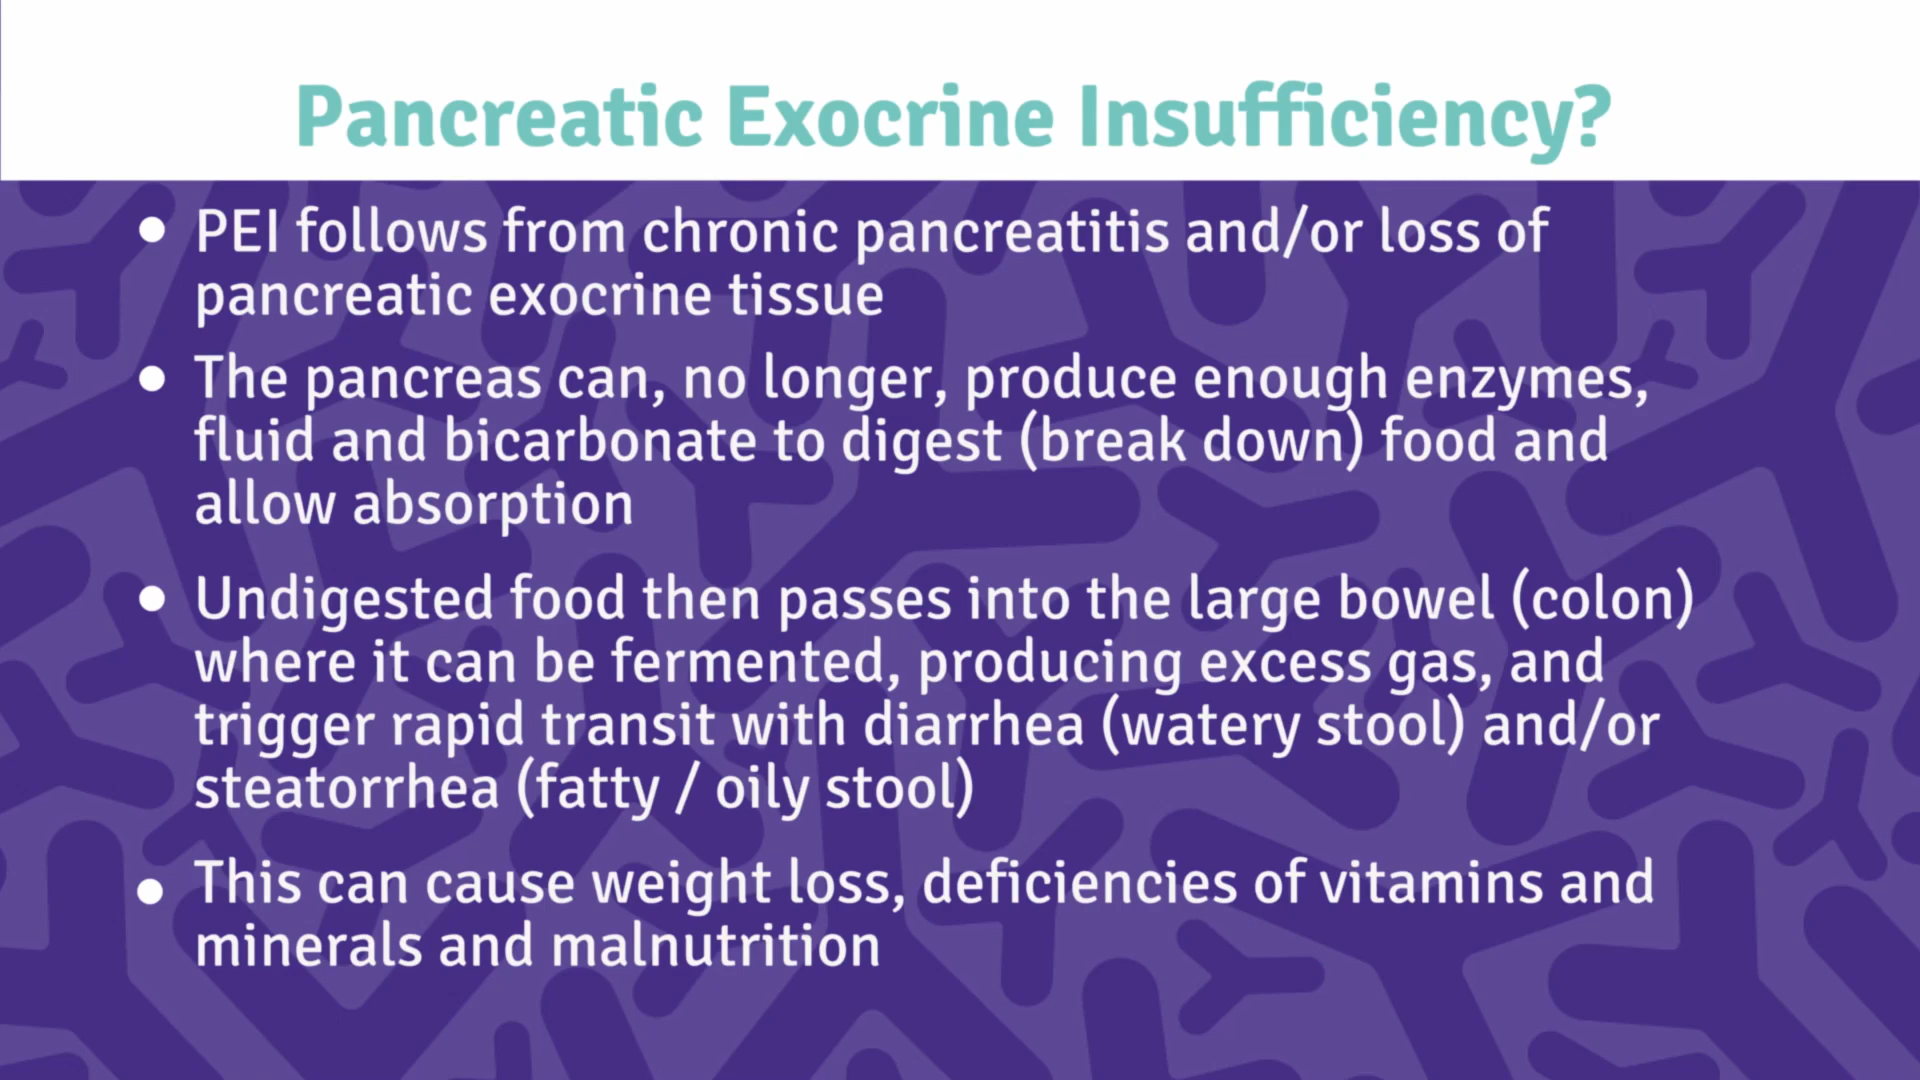 Pancreatic Exocrine Insufficiency?
• PEI follows from chronic pancreatitis and/or loss of
pancreatic exocrine tissue
• The pancreas can, no longer, produce enough enzymes,
fluid and bicarbonate to digest (break down) food and
allow absorption
• Undigested food then passes into the large bowel (colon)
where it can be fermented, producing excess gas, and
trigger rapid transit with diarrhea (watery stool) and/or
steatorrhea (fatty / oily stool)
• This can cause weight loss, deficiencies of vitamins and
minerals and malnutrition